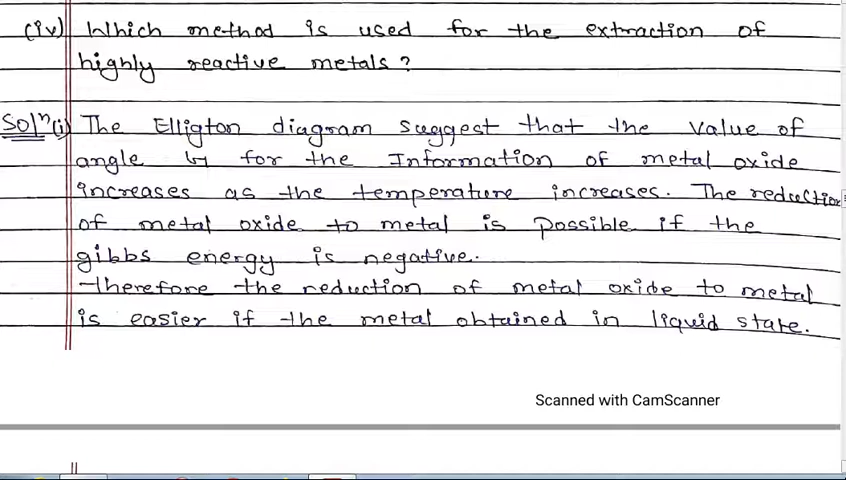 (iv) Which method is used for the extraction of
highly reactive metals?
Solⁿ(i) The Elligton diagram suggest that the value of
angle G for the Information of metal oxide
increases as the temperature increases. The reduction
of metal oxide to metal is possible if the
gibbs energy is negative.
Therefore the reduction of metal oxide to metal
is easier if the metal obtained in liquid state.
Scanned with CamScanner